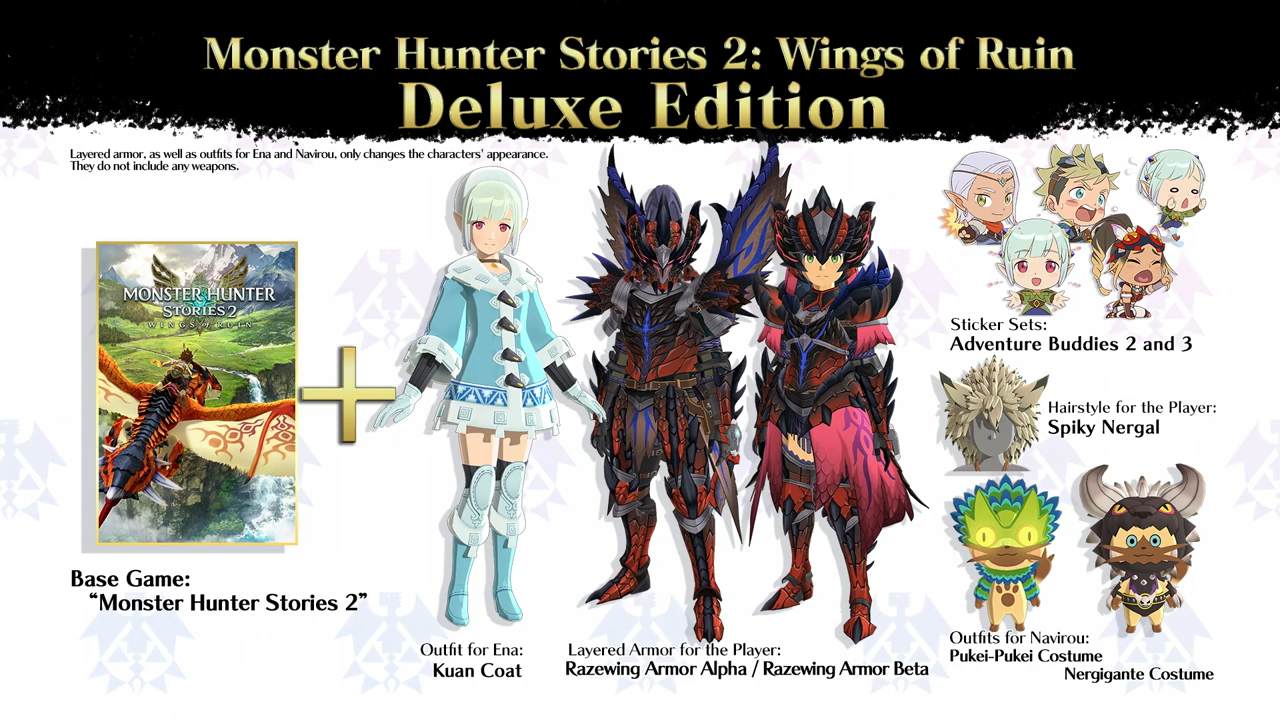 Monster Hunter Stories 2: Wings of Ruin
Deluxe Edition
Layered armor, as well as outfits for Ena and Navirou, only changes the characters' appearance.
They do not include any weapons.
MONSTER HUNTER
STORIES 2
WINGS of RUIN
Base Game:
“Monster Hunter Stories 2”
Outfit for Ena:
Kuan Coat
Layered Armor for the Player:
Razewing Armor Alpha / Razewing Armor Beta
Sticker Sets:
Adventure Buddies 2 and 3
Hairstyle for the Player:
Spiky Nergal
Outfits for Navirou:
Pukei-Pukei Costume
Nergigante Costume